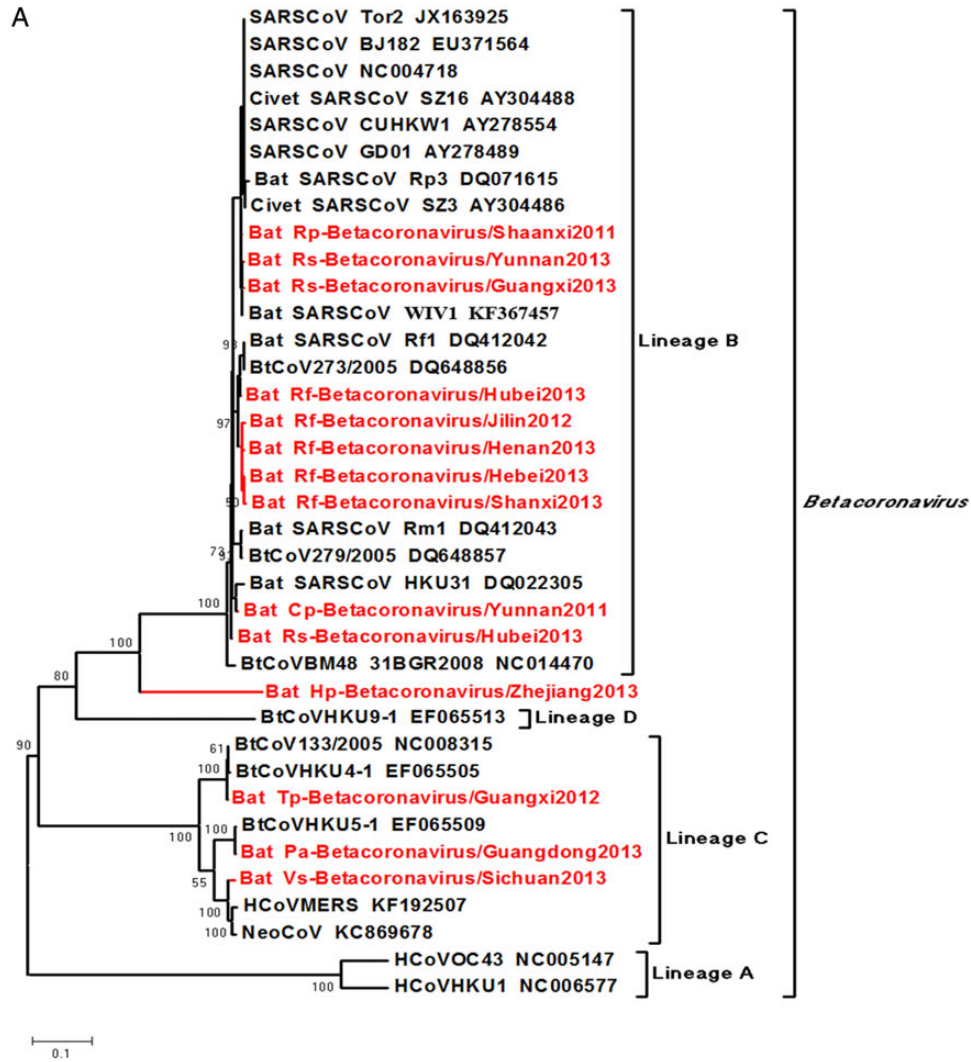 A
SARSCoV Tor2 JX163925
SARSCoV BJ182 EU371564
SARSCoV NC004718
Civet SARSCoV SZ16 AY304488
SARSCoV CUHKW1 AY278554
SARSCoV GD01 AY278489
Bat SARSCoV Rp3 DQ071615
Civet SARSCoV SZ3 AY304486
Bat Rp-Betacoronavirus/Shaanxi2011
Bat Rs-Betacoronavirus/Yunnan2013
Bat Rs-Betacoronavirus/Guangxi2013
Bat SARSCoV WIV1 KF367457
Lineage B
Bat SARSCoV Rf1 DQ412042
BtCoV273/2005 DQ648856
Bat Rf-Betacoronavirus/Hubei2013
97
Bat Rf-Betacoronavirus/Jilin2012
Bat Rf-Betacoronavirus/Henan2013
Bat Rf-Betacoronavirus/Hebei2013
Bat Rf-Betacoronavirus/Shanxi2013
Betacoronavirus
Bat SARSCoV Rm1 DQ412043
73
BtCoV279/2005 DQ648857
Bat SARSCoV HKU31 DQ022305
100
Bat Cp-Betacoronavirus/Yunnan2011
Bat Rs-Betacoronavirus/Hubei2013
100
BtCoVBM48 31BGR2008 NC014470
80
Bat Hp-Betacoronavirus/Zhejiang2013
BtCoVHKU9-1 EF065513
Lineage D
90
61
BtCoV133/2005 NC008315
100
BtCoVHKU4-1 EF065505
Bat Tp-Betacoronavirus/Guangxi2012
100
100
BtCoVHKU5-1 EF065509
Lineage C
Bat Pa-Betacoronavirus/Guangdong2013
55
Bat Vs-Betacoronavirus/Sichuan2013
100
HCoVMERS KF192507
100
NeoCoV KC869678
HCoVOC43 NC005147
Lineage A
100
HCoVHKU1 NC006577
0.1